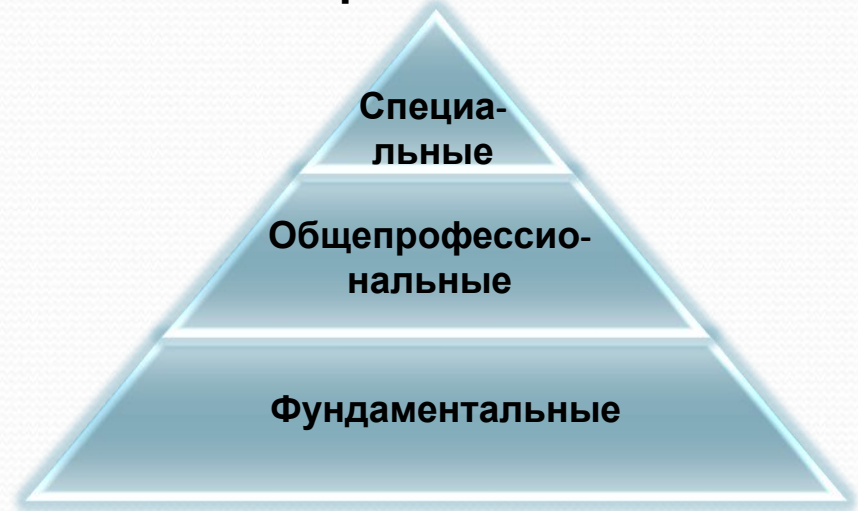 Специа-
льные
Общепрофессио-
нальные
Фундаментальные